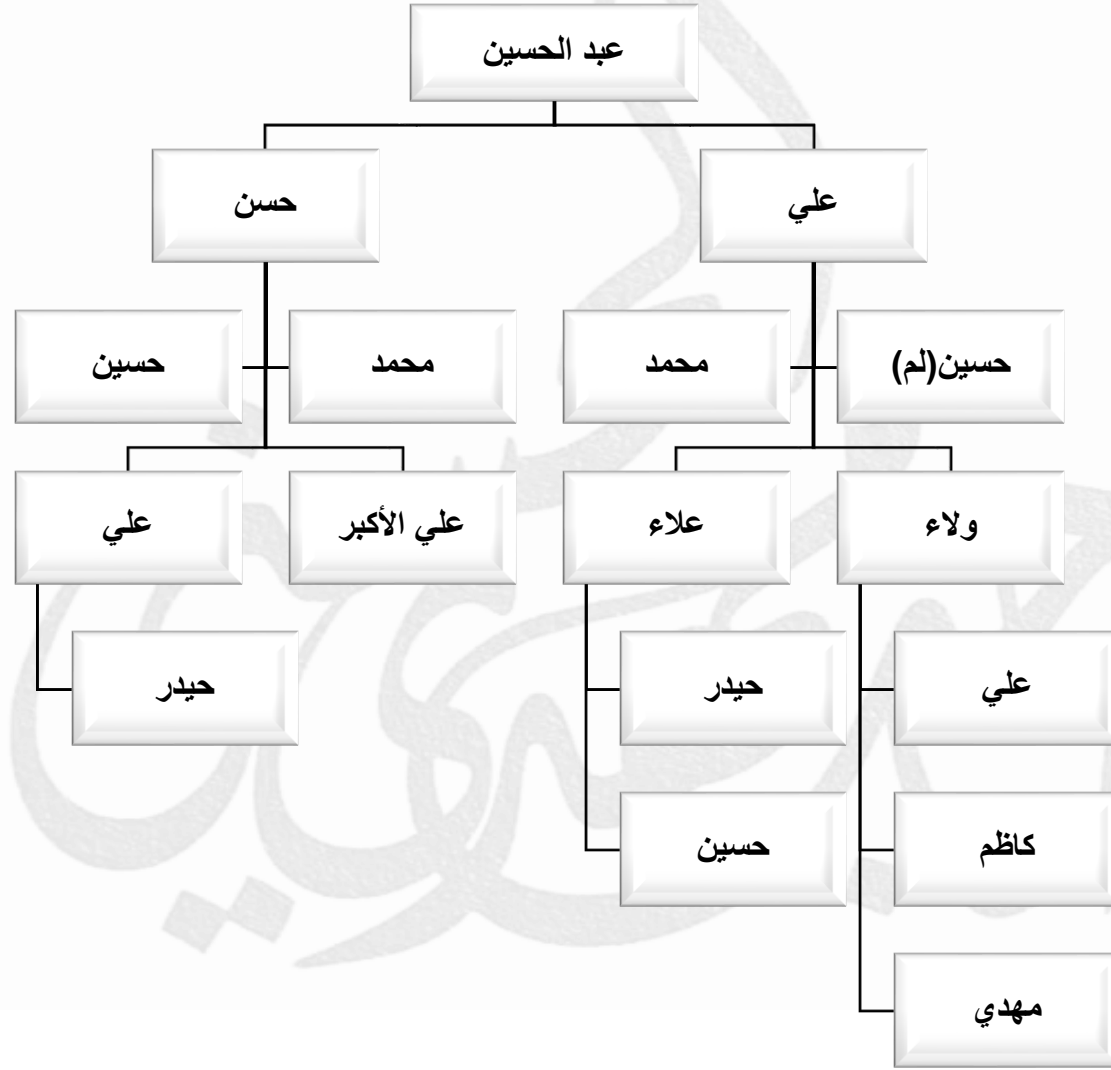 عبد الحسين
علي
حسن
حسين(لم)
محمد
محمد
حسين
ولاء
علاء
علي الأكبر
علي
علي
حيدر
حيدر
كاظم
حسين
مهدي